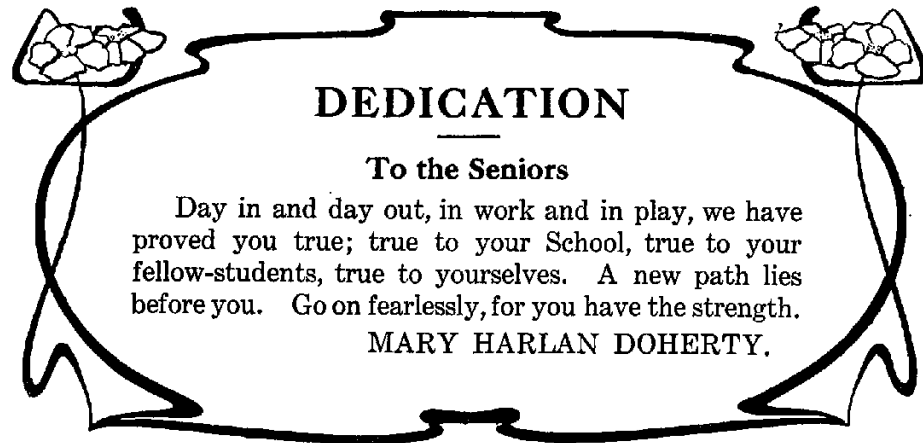 DEDICATION
To the Seniors
Day in and day out, in work and in play, we have
proved you true; true to your School, true to your
fellow-students, true to yourselves. A new path lies
before you. Go on fearlessly, for you have the strength.
MARY HARLAN DOHERTY.